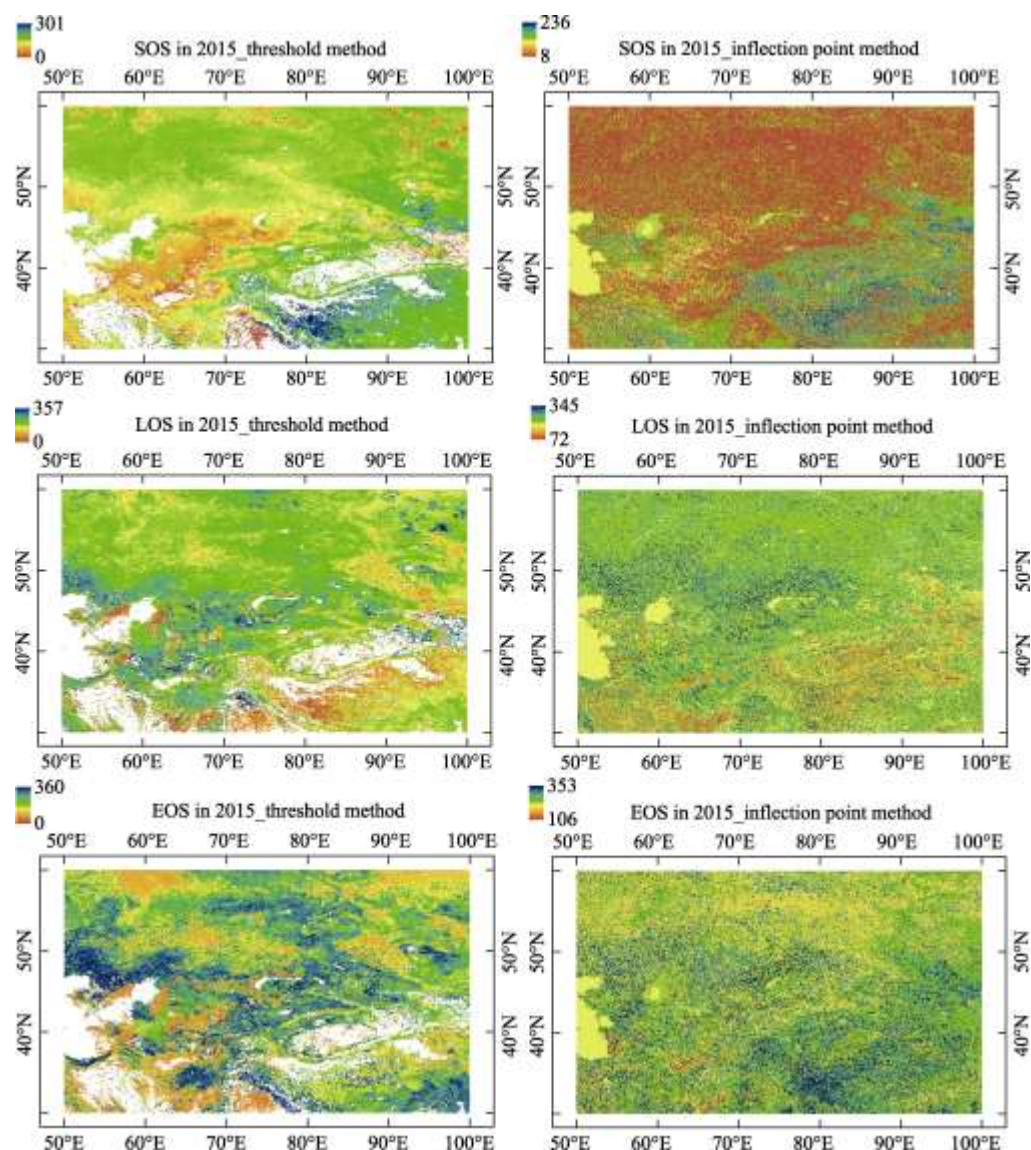 301
0
SOS in 2015_threshold method
50°E 60°E 70°E 80°E 90°E 100°E
50°N
40°N
50°E 60°E 70°E 80°E 90°E 100°E
236
8
SOS in 2015_inflection point method
50°E 60°E 70°E 80°E 90°E 100°E
50°N 50°N
40°N 40°N
50°E 60°E 70°E 80°E 90°E 100°E
357
0
LOS in 2015_threshold method
50°E 60°E 70°E 80°E 90°E 100°E
50°N
40°N
50°E 60°E 70°E 80°E 90°E 100°E
345
72
LOS in 2015_inflection point method
50°E 60°E 70°E 80°E 90°E 100°E
50°N 50°N
40°N 40°N
50°E 60°E 70°E 80°E 90°E 100°E
360
0
EOS in 2015_threshold method
50°E 60°E 70°E 80°E 90°E 100°E
50°N
40°N
50°E 60°E 70°E 80°E 90°E 100°E
353
106
EOS in 2015_inflection point method
50°E 60°E 70°E 80°E 90°E 100°E
50°N 50°N
40°N 40°N
50°E 60°E 70°E 80°E 90°E 100°E